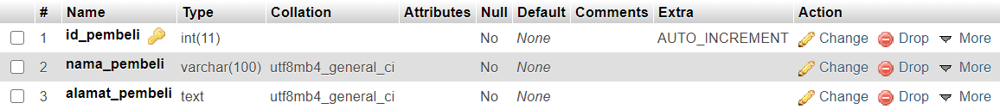 # Name Type Collation Attributes Null Default Comments Extra Action
1 id_pembeli int(11) No None AUTO_INCREMENT Change Drop More
2 nama_pembeli varchar(100) utf8mb4_general_ci No None Change Drop More
3 alamat_pembeli text utf8mb4_general_ci No None Change Drop More